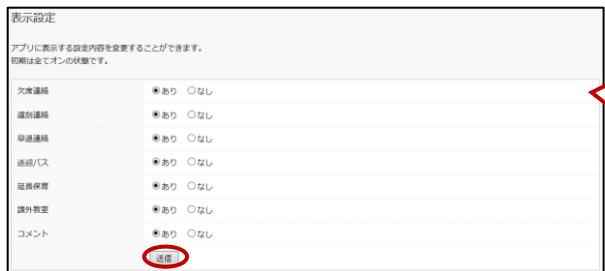 表示設定
アプリに表示する設定内容を変更することができます。
初期は全てオンの状態です。
欠席連絡 ◉あり ○なし
遅刻連絡 ◉あり ○なし
早退連絡 ◉あり ○なし
送迎バス ◉あり ○なし
延長保育 ◉あり ○なし
課外教室 ◉あり ○なし
コメント ◉あり ○なし
送信